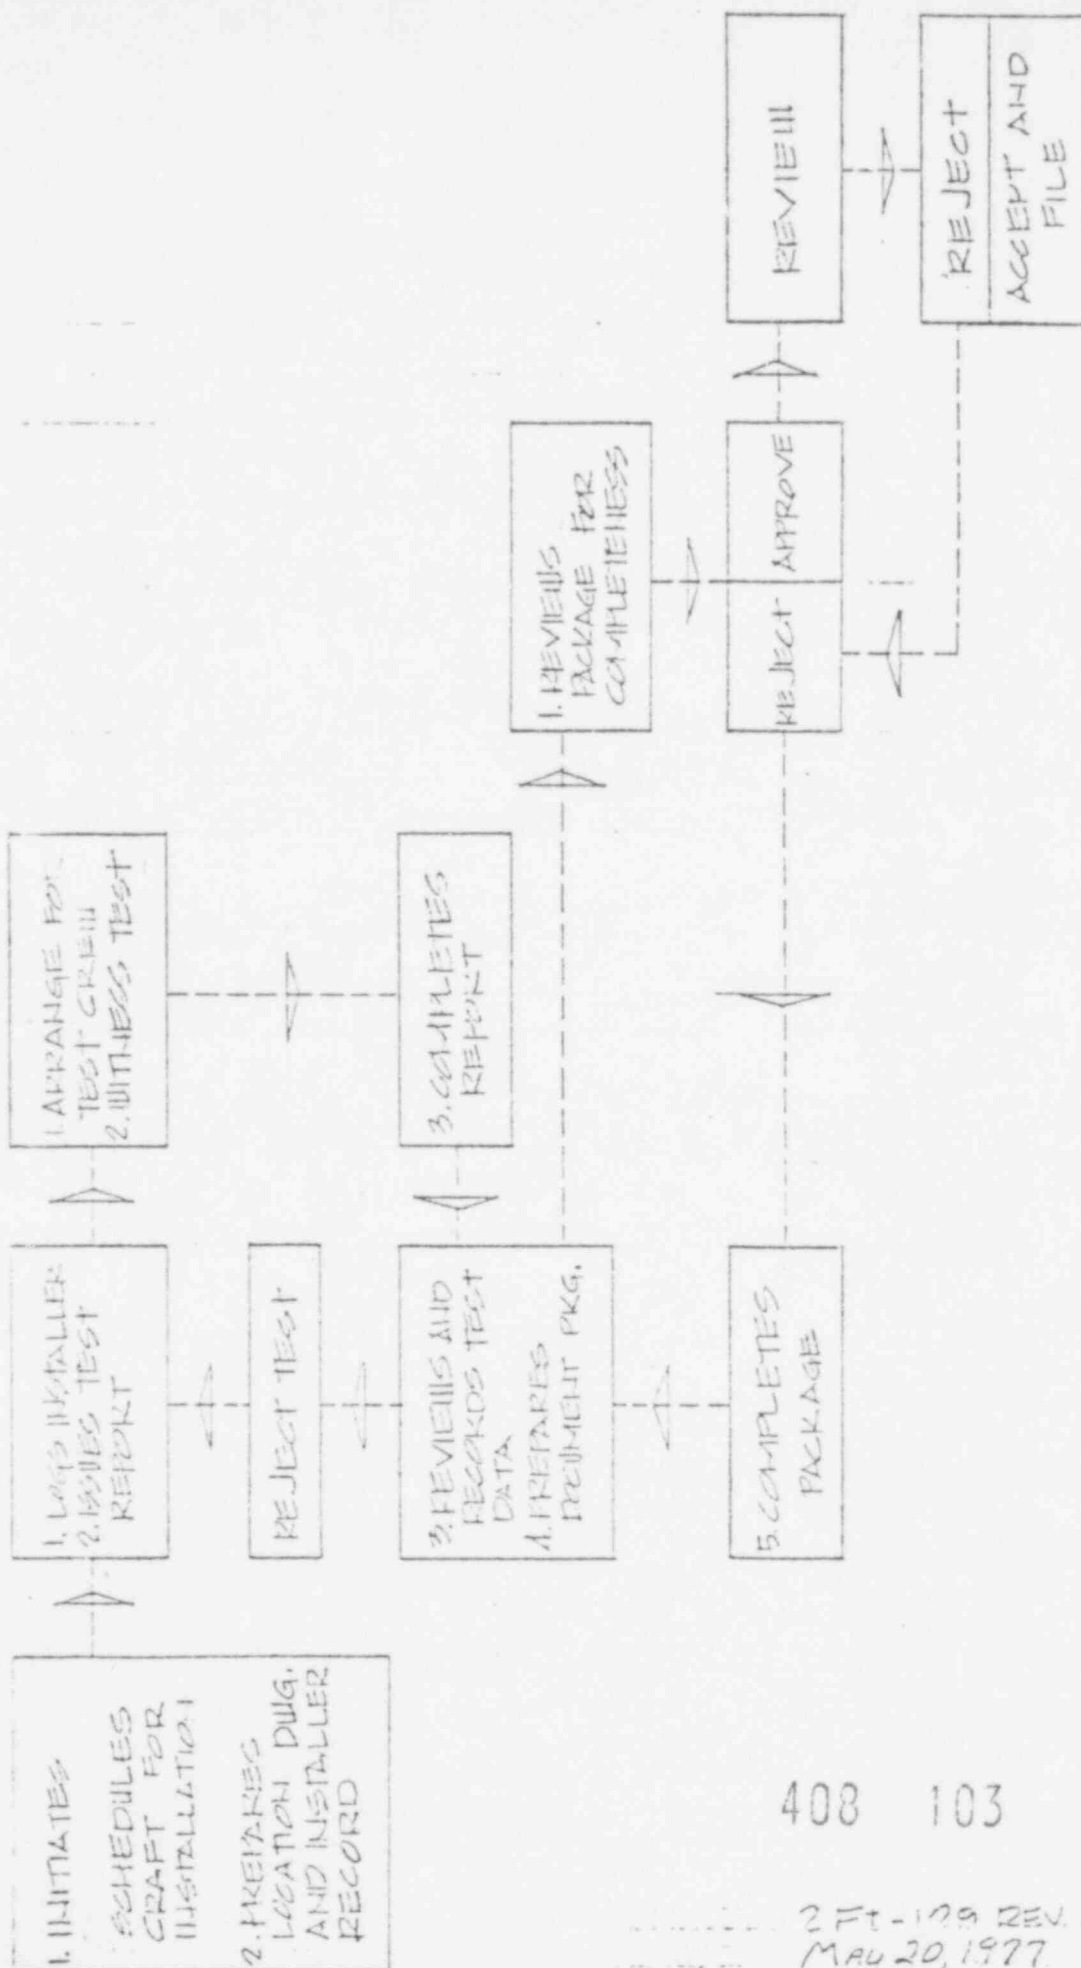 1. INITIATES
SCHEDULES
CRAFT FOR
INSTALLATION
2. PREPARES
LOCATION DWG.
AND INSTALLER
RECORD
1. LOGS INSTALLER
2. ISSUES TEST
REPORT
REJECT TEST
3. REVIEWS AND
RECORDS TEST
DATA
4. PREPARES
DOCUMENT PKG.
5. COMPLETES
PACKAGE
1. ARRANGE FOR
TEST CREW
2. WITNESS TEST
3. COMPLETES
REPORT
1. REVIEWS
PACKAGE FOR
COMPLETENESS
REJECT APPROVE
REVIEW
REJECT
ACCEPT AND
FILE
408 103
REV.
MAY 20, 1977